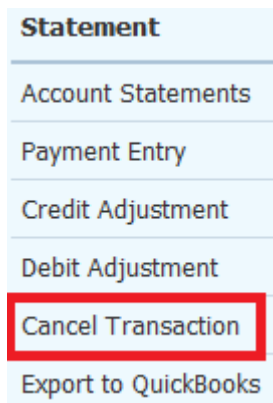 Statement
Account Statements
Payment Entry
Credit Adjustment
Debit Adjustment
Cancel Transaction
Export to QuickBooks